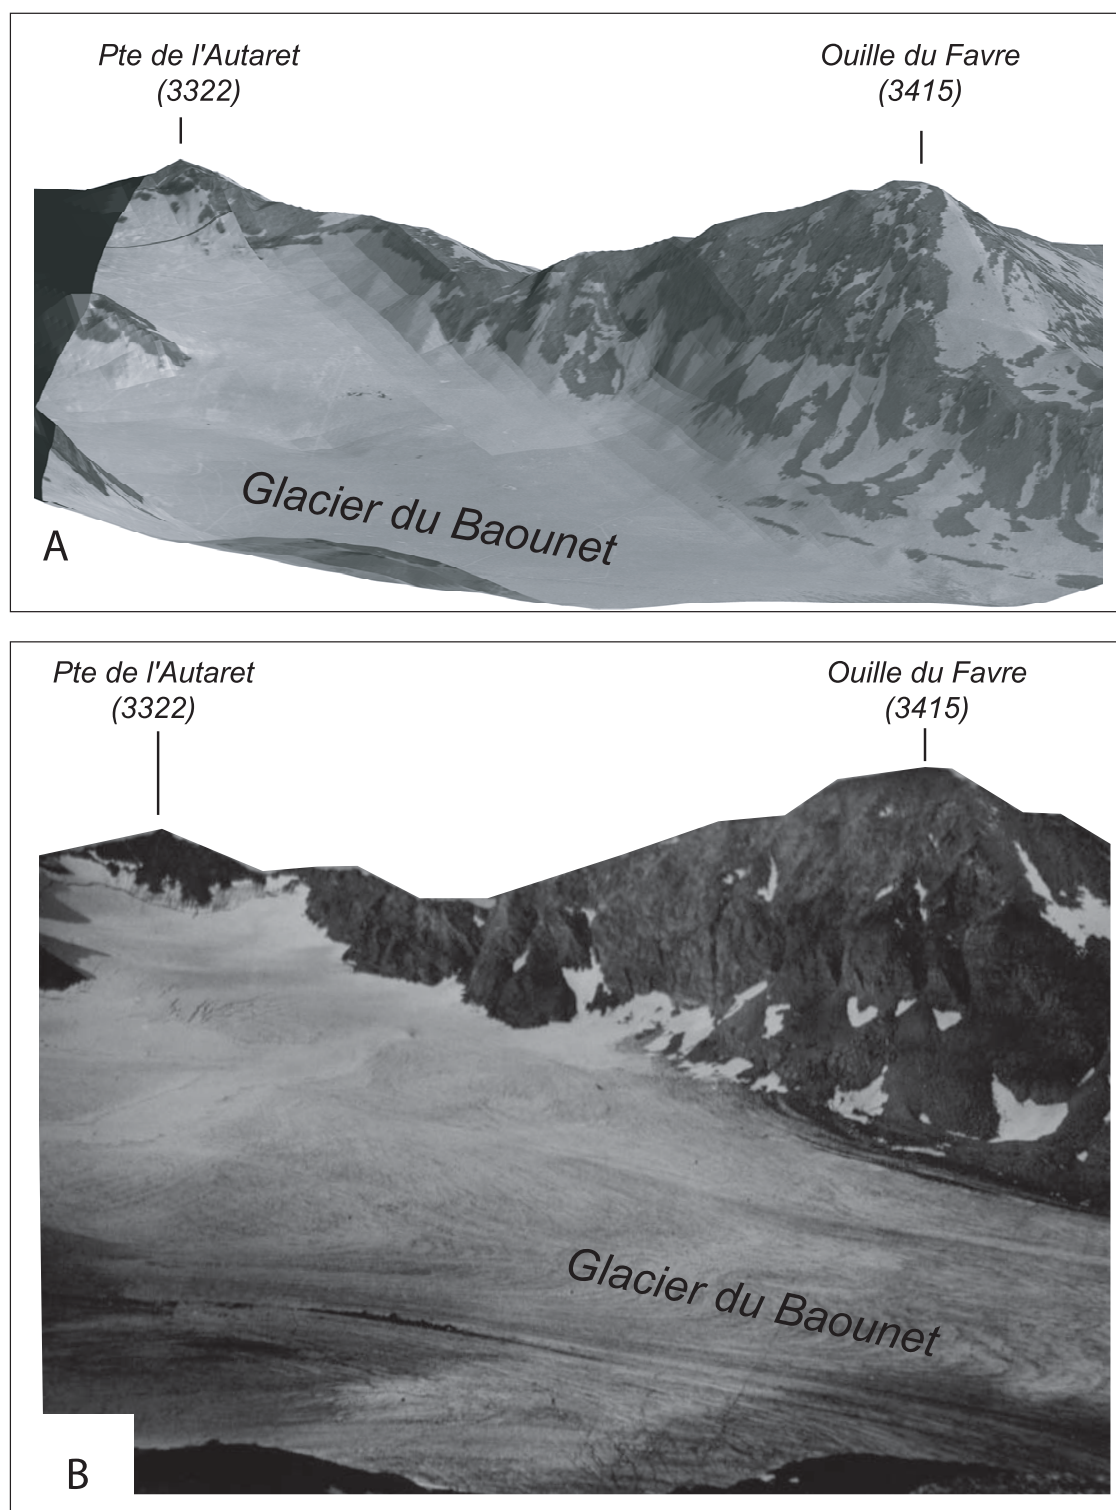 Pte de l'Autaret
(3322)
Ouille du Favre
(3415)
Glacier du Baounet
A
Pte de l'Autaret
(3322)
Ouille du Favre
(3415)
Glacier du Baounet
B